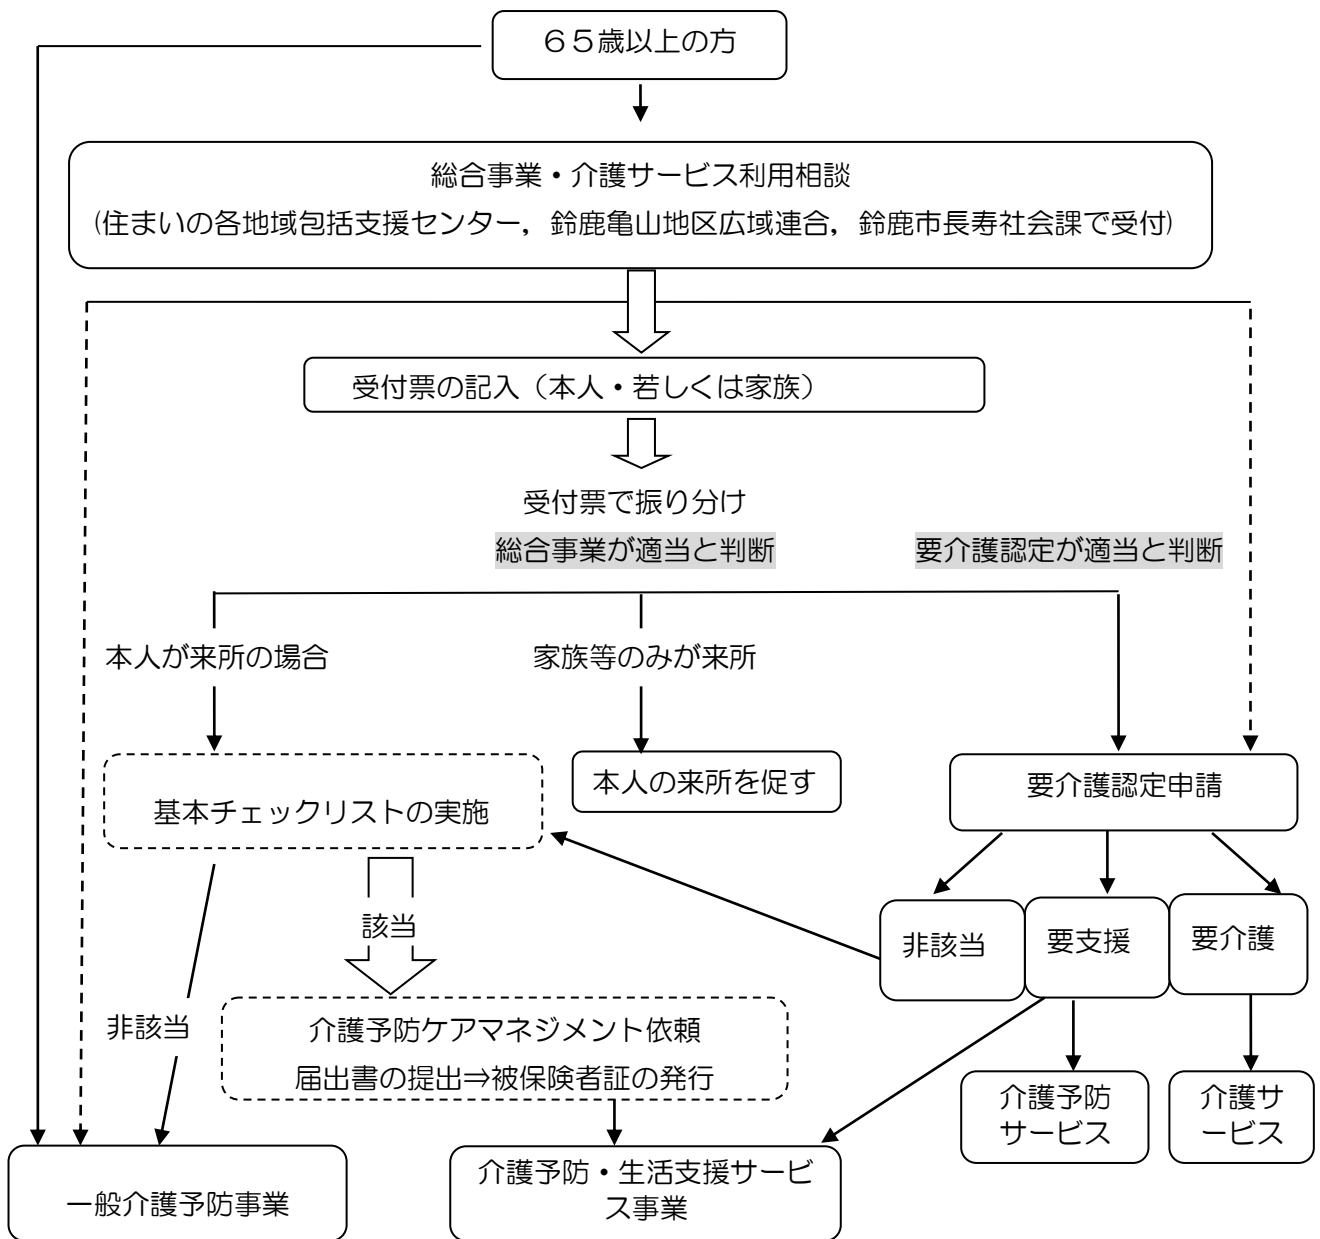 65歳以上の方
総合事業・介護サービス利用相談
(住まいの各地域包括支援センター，鈴鹿亀山地区広域連合，鈴鹿市長寿社会課で受付)
受付票の記入（本人・若しくは家族）
受付票で振り分け
総合事業が適当と判断
要介護認定が適当と判断
本人が来所の場合
家族等のみが来所
基本チェックリストの実施
本人の来所を促す
要介護認定申請
該当
非該当
要支援
要介護
非該当
介護予防ケアマネジメント依頼
届出書の提出⇒被保険者証の発行
介護予防
サービス
介護サ
ービス
一般介護予防事業
介護予防・生活支援サービ
ス事業